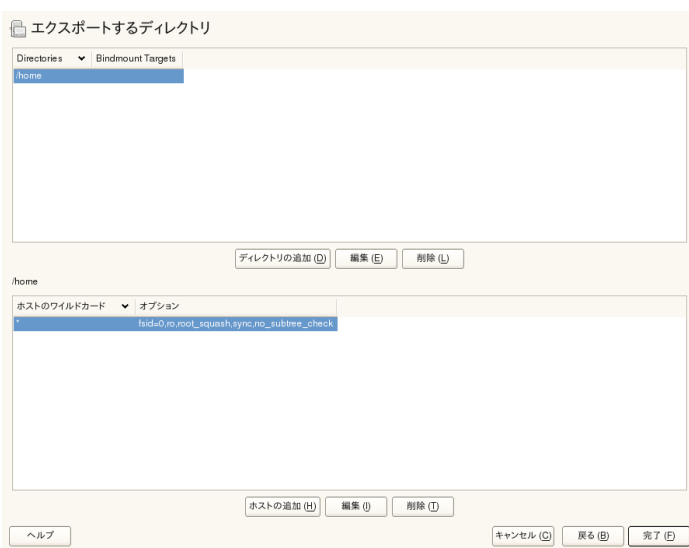 エクスポートするディレクトリ
Directories Bindmount Targets
/home
ディレクトリの追加 (D) 編集 (E) 削除 (L)
/home
ホストのワイルドカード オプション
* fsid=0,ro,root_squash,sync,no_subtree_check
ホストの追加 (H) 編集 (I) 削除 (T)
ヘルプ キャンセル (C) 戻る (B) 完了 (F)